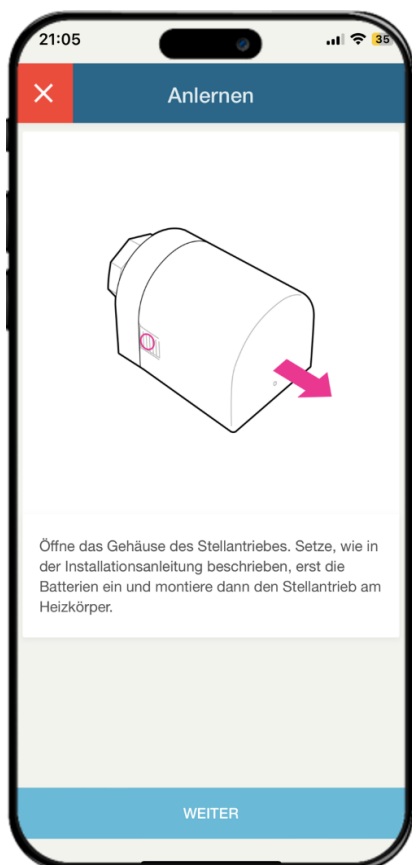 21:05
35
Anlernen
Öffne das Gehäuse des Stellantriebes. Setze, wie in
der Installationsanleitung beschrieben, erst die
Batterien ein und montiere dann den Stellantrieb am
Heizkörper.
WEITER